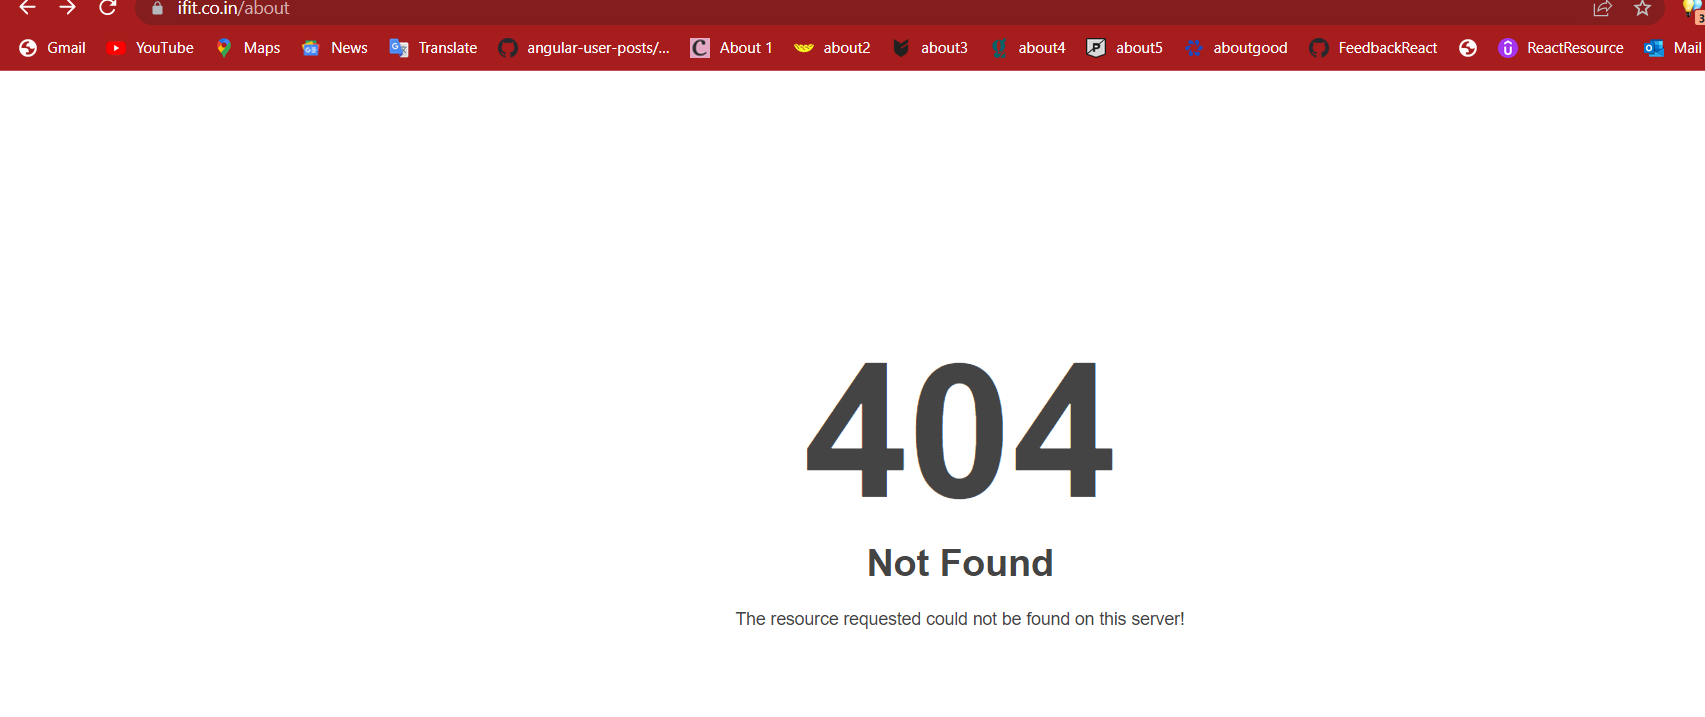 ifit.co.in/about
3
Gmail YouTube Maps News Translate angular-user-posts/... About 1 about2 about3 about4 about5 aboutgood FeedbackReact ReactResource Mail
404
Not Found
The resource requested could not be found on this server!